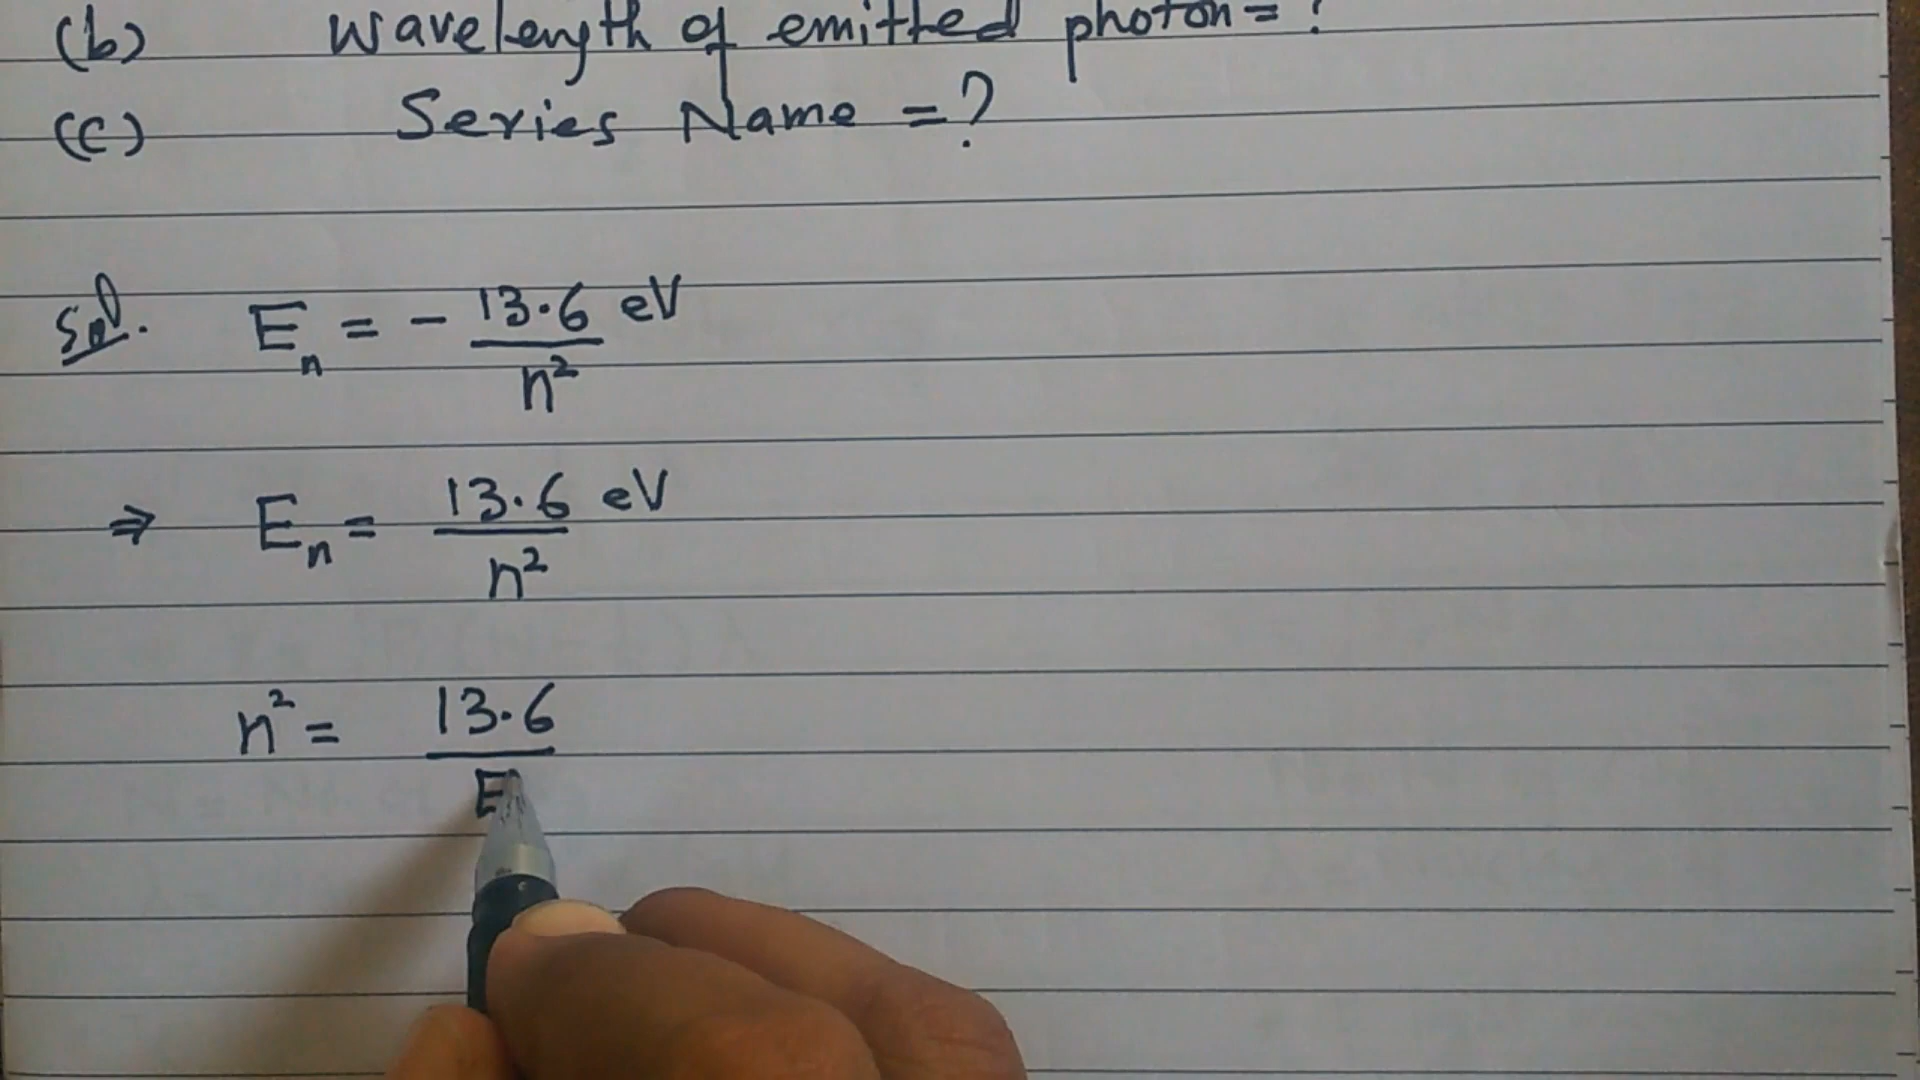 (b) Wavelength of emitted photon = ?
(c) Series Name = ?
Sol. Eₙ = - 13.6 eV / n²
⇒ Eₙ = 13.6 eV / n²
n² = 13.6 / E